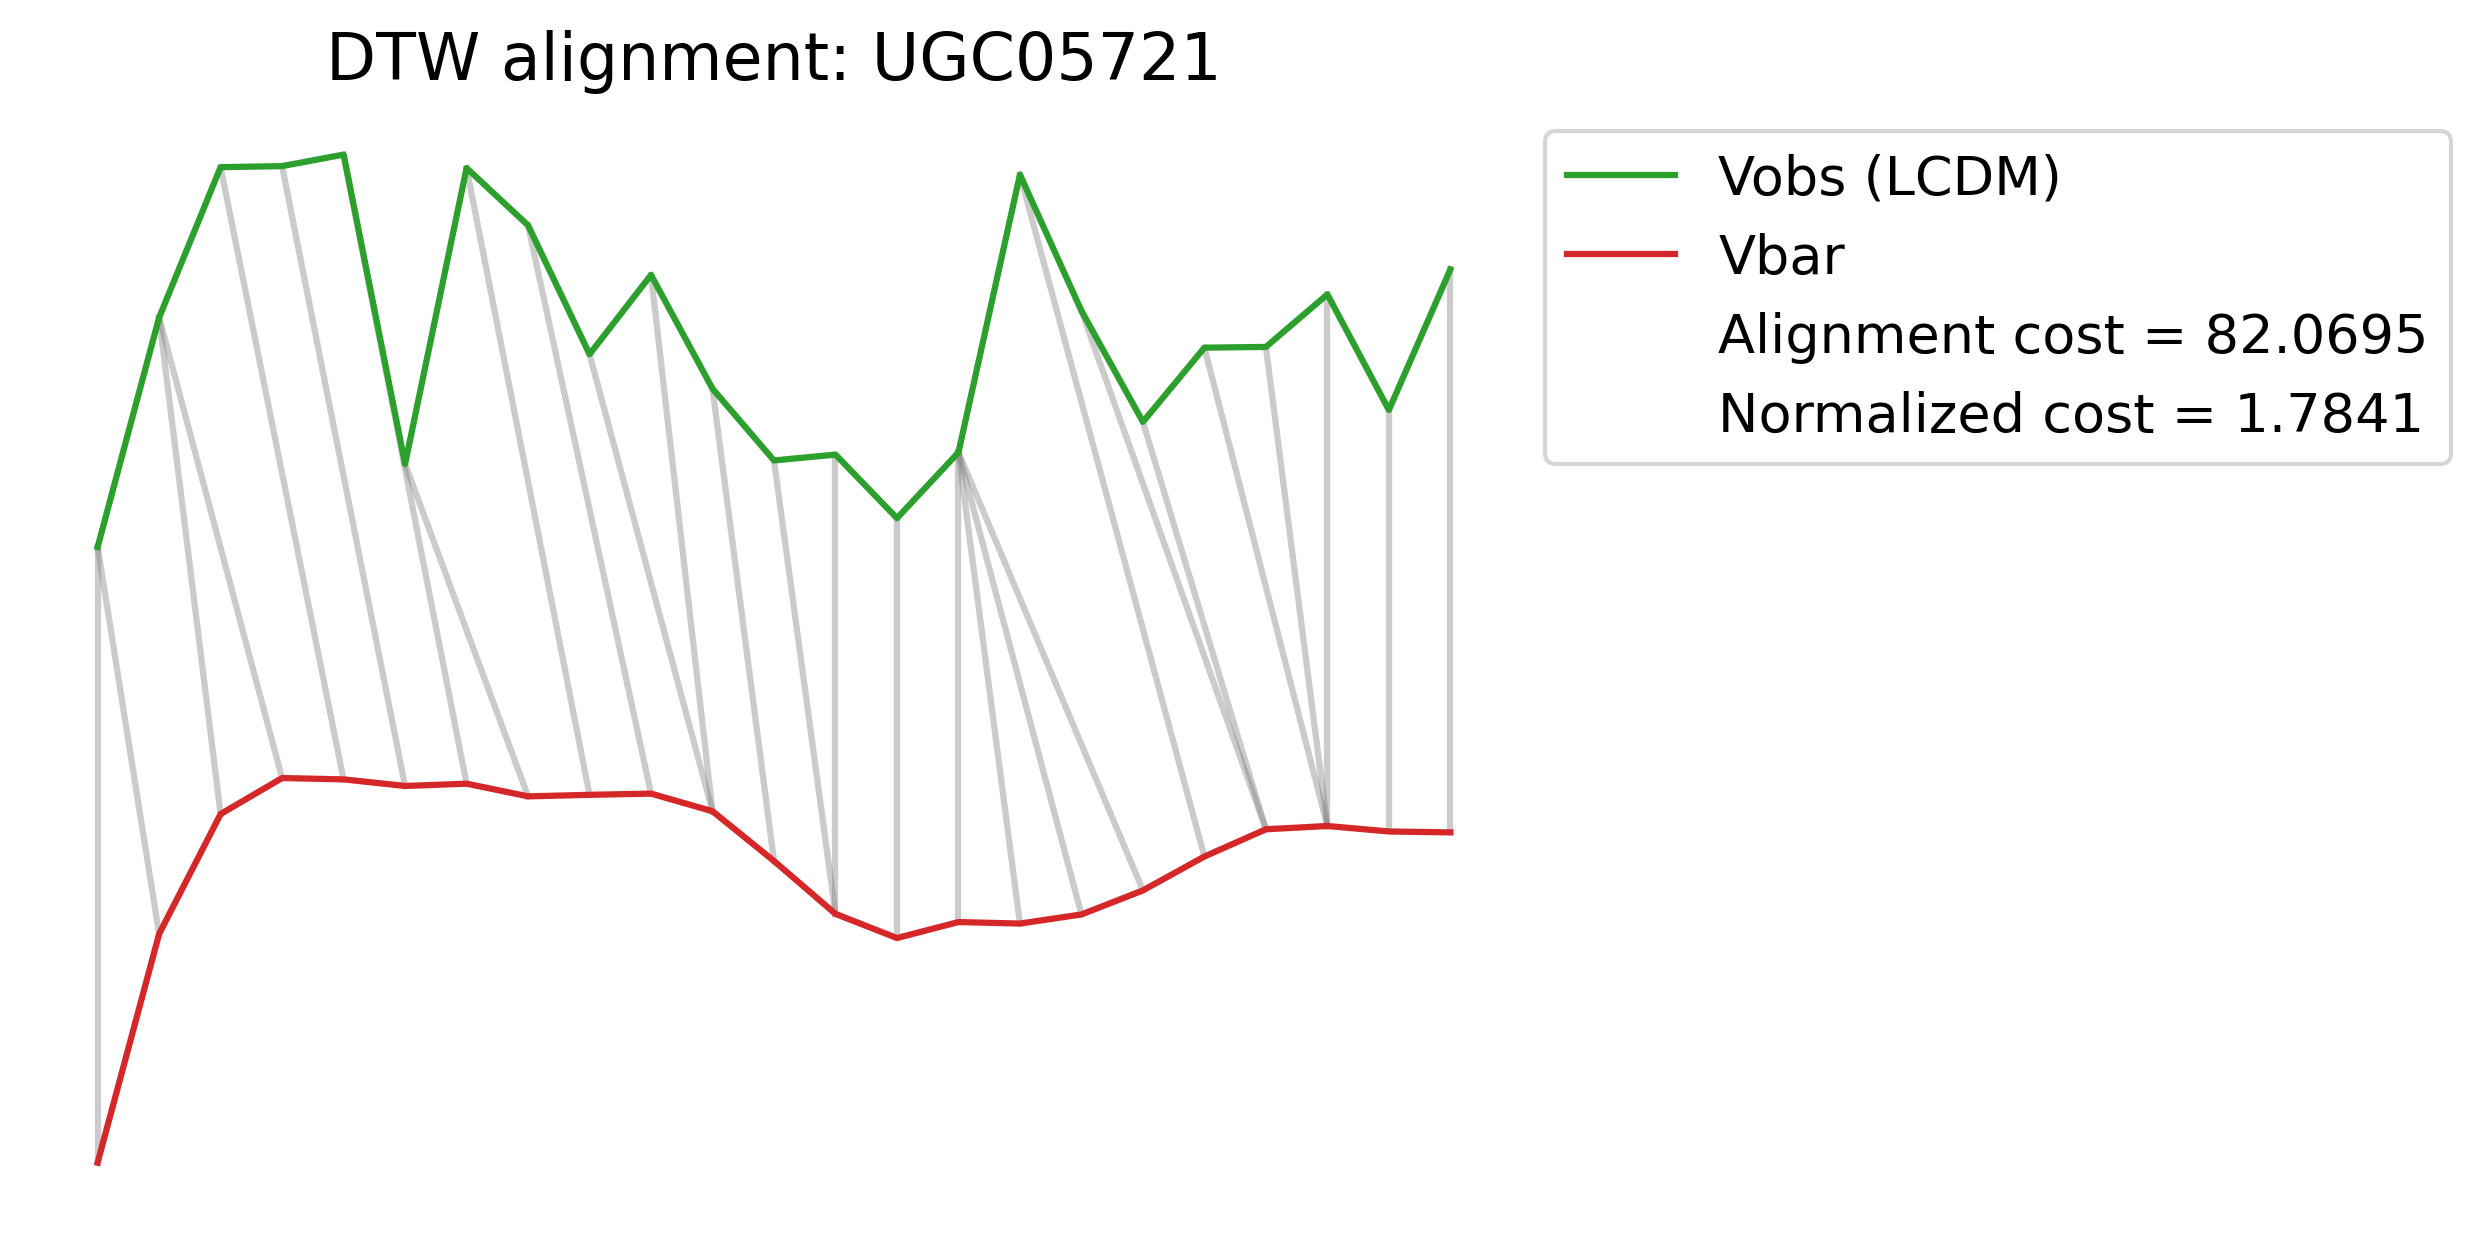 DTW alignment: UGC05721
Vobs (LCDM)
Vbar
Alignment cost = 82.0695
Normalized cost = 1.7841